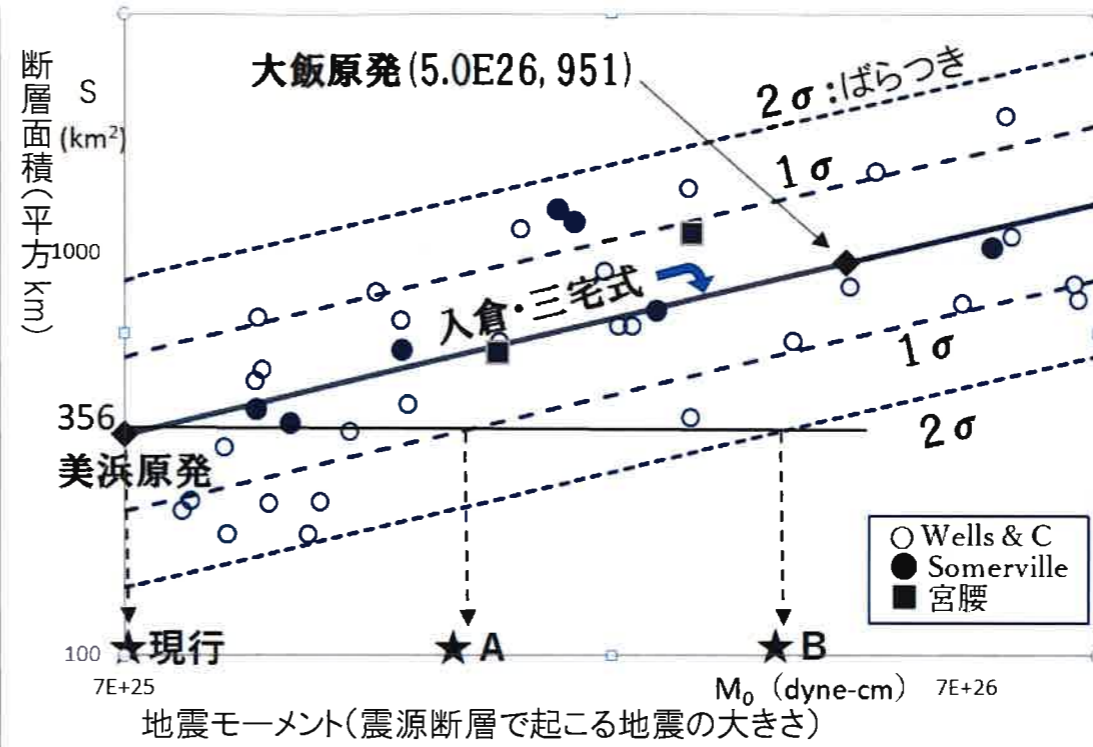 断層面積(平方km)
S
(km²)
大飯原発(5.0E26, 951)
2σ:ばらつき
1σ
1000
入倉・三宅式
1σ
356
2σ
美浜原発
○ Wells & C
● Somerville
■ 宮腰
★現行
★A
★B
100
7E+25
M₀ (dyne-cm)
7E+26
地震モーメント(震源断層で起こる地震の大きさ)